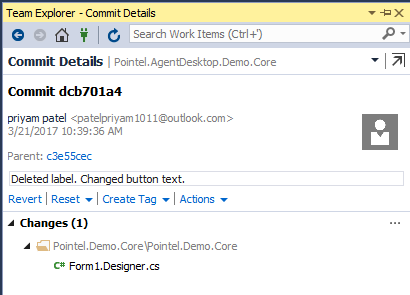 Team Explorer - Commit Details
Search Work Items (Ctrl+')
Commit Details | Pointel.AgentDesktop.Demo.Core
Commit dcb701a4
priyam patel <patelpriyam1011@outlook.com>
3/21/2017 10:39:36 AM
Parent: c3e55cec
Deleted label. Changed button text.
Revert | Reset | Create Tag | Actions
Changes (1)
Pointel.Demo.Core\Pointel.Demo.Core
C# Form1.Designer.cs